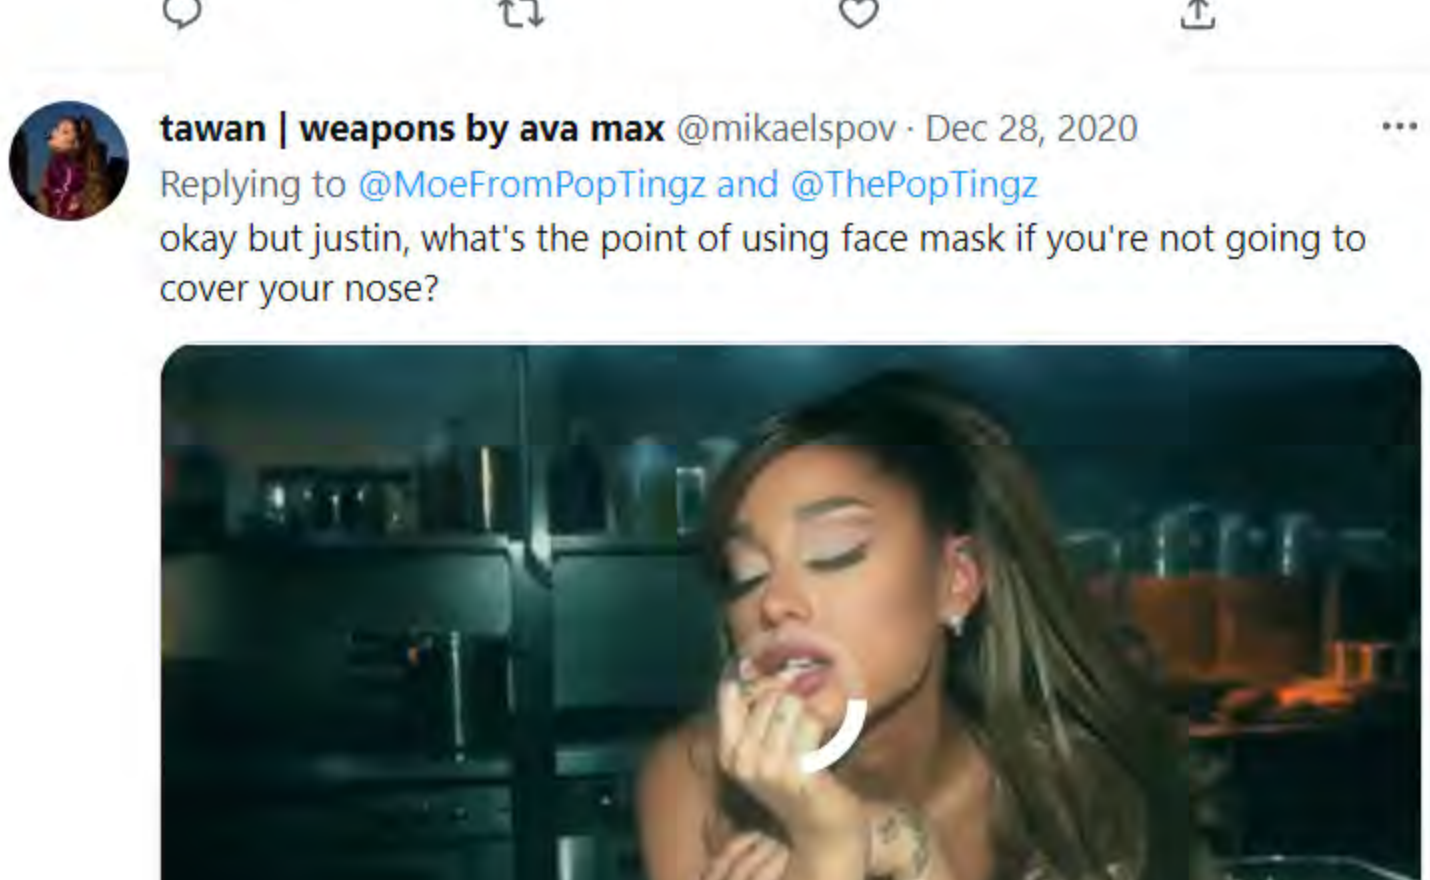 tawan | weapons by ava max @mikaelspov · Dec 28, 2020
Replying to @MoeFromPopTingz and @ThePopTingz
okay but justin, what's the point of using face mask if you're not going to
cover your nose?